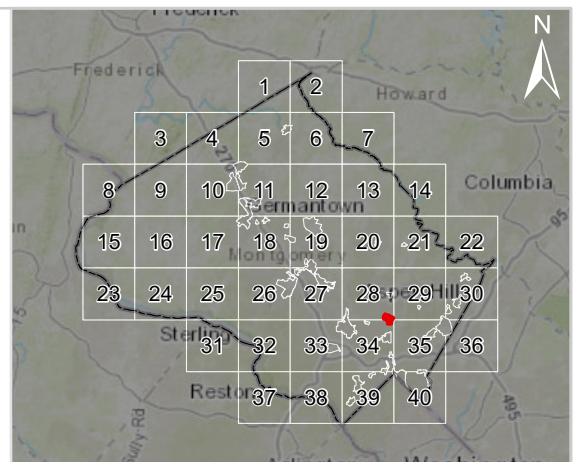 Frederick
N
1 2
Frederick
Howard
3 4 5 6 7
270
8 9 10 11 12 13 14
Columbia
Germantown
95
15 16 17 18 19 20 21 22
Montgomery
23 24 25 26 27 28 29 30
Sterling
31 32 33 34 35 36
Reston
37 38 39 40
495
Washington